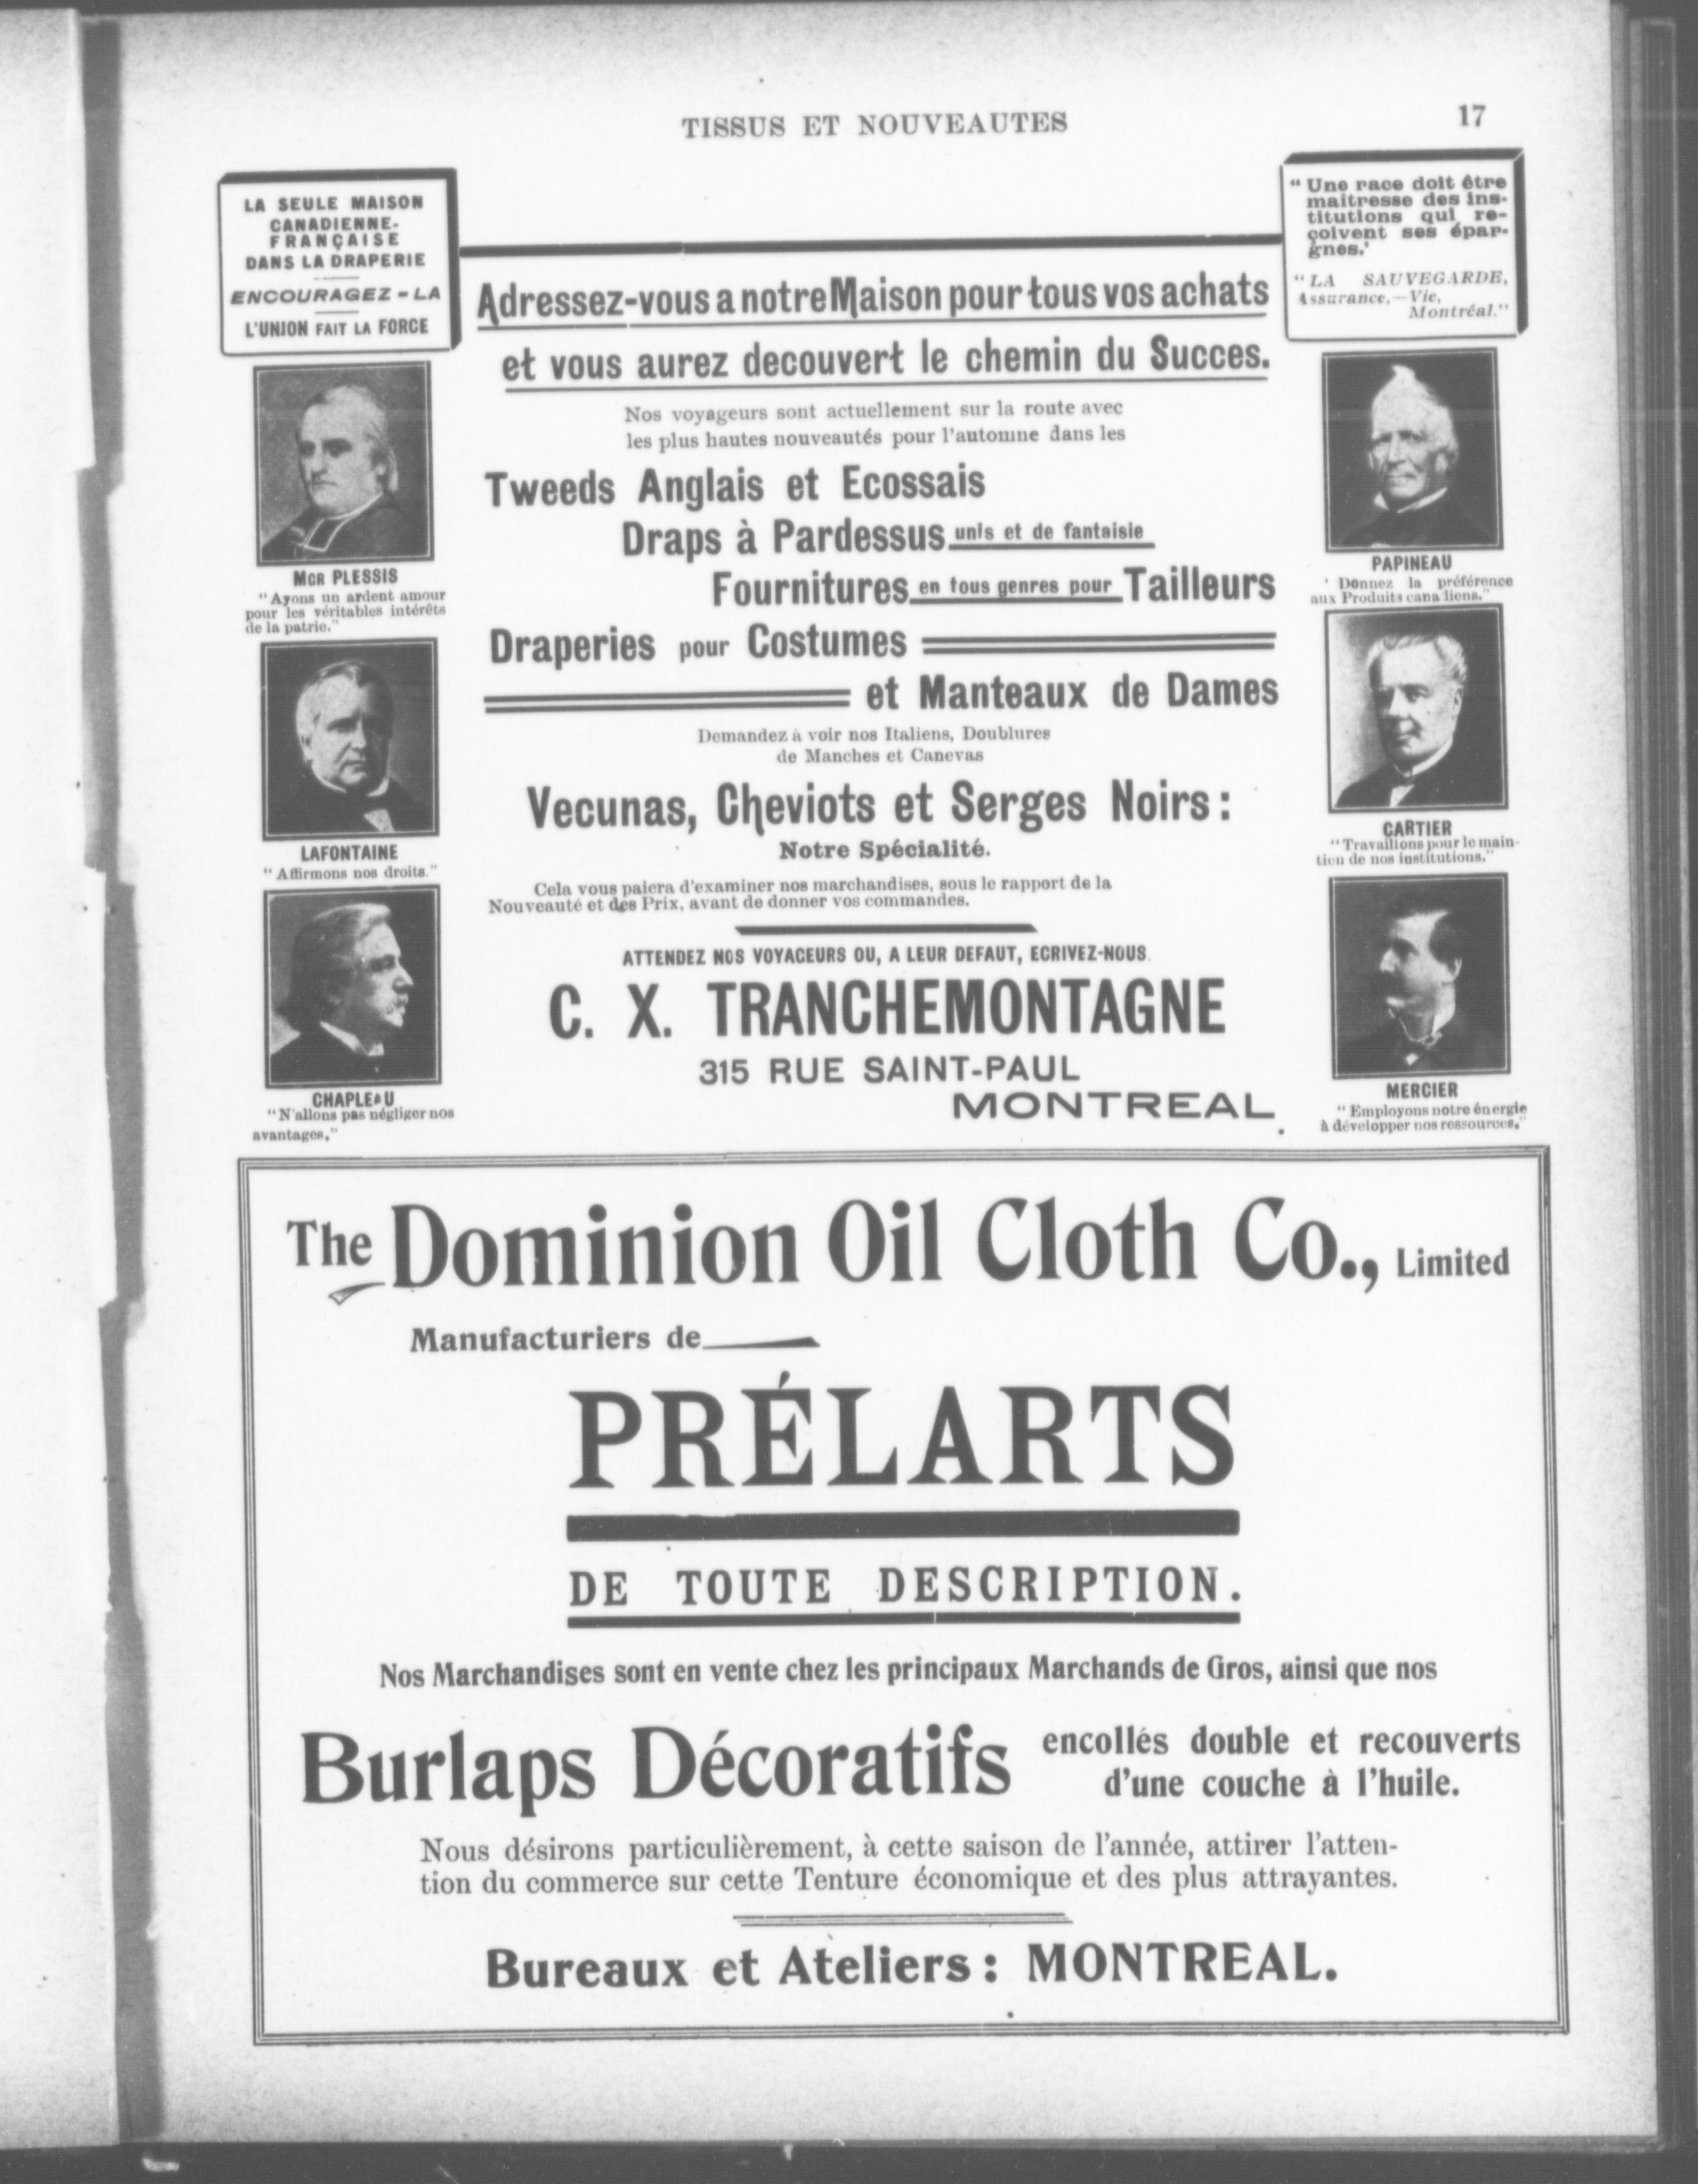 TISSUS ET NOUVEAUTES
17
LA SEULE MAISON
CANADIENNE-
FRANÇAISE
DANS LA DRAPERIE
ENCOURAGEZ-LA
L'UNION FAIT LA FORCE
"Une race doit être
maitresse des ins-
titutions qui re-
çoivent ses épar-
gnes.'
"LA SAUVEGARDE,
Assurance,—Vie,
Montréal."
Adressez-vous a notre Maison pour tous vos achats
et vous aurez decouvert le chemin du Succes.
Nos voyageurs sont actuellement sur la route avec
les plus hautes nouveautés pour l'automne dans les
Tweeds Anglais et Ecossais
Draps à Pardessus unis et de fantaisie
Fournitures en tous genres pour Tailleurs
Draperies pour Costumes
et Manteaux de Dames
Demandez à voir nos Italiens, Doublures
de Manches et Canevas
Vecunas, Cheviots et Serges Noirs:
Notre Spécialité.
Cela vous paiera d'examiner nos marchandises, sous le rapport de la
Nouveauté et des Prix, avant de donner vos commandes.
ATTENDEZ NOS VOYAGEURS OU, A LEUR DEFAUT, ECRIVEZ-NOUS.
C. X. TRANCHEMONTAGNE
315 RUE SAINT-PAUL
MONTREAL.
MGR PLESSIS
"Ayons un ardent amour
pour les véritables intérêts
de la patrie."
LAFONTAINE
"Affirmons nos droits."
CHAPLEAU
"N'allons pas négliger nos
avantages."
PAPINEAU
' Donnez la préférence
aux Produits canadiens."
CARTIER
"Travaillons pour le main-
tien de nos institutions."
MERCIER
"Employons notre énergie
à développer nos ressources."
The Dominion Oil Cloth Co., Limited
Manufacturiers de
PRÉLARTS
DE TOUTE DESCRIPTION.
Nos Marchandises sont en vente chez les principaux Marchands de Gros, ainsi que nos
Burlaps Décoratifs encollés double et recouverts
d'une couche à l'huile.
Nous désirons particulièrement, à cette saison de l'année, attirer l'atten-
tion du commerce sur cette Tenture économique et des plus attrayantes.
Bureaux et Ateliers: MONTREAL.